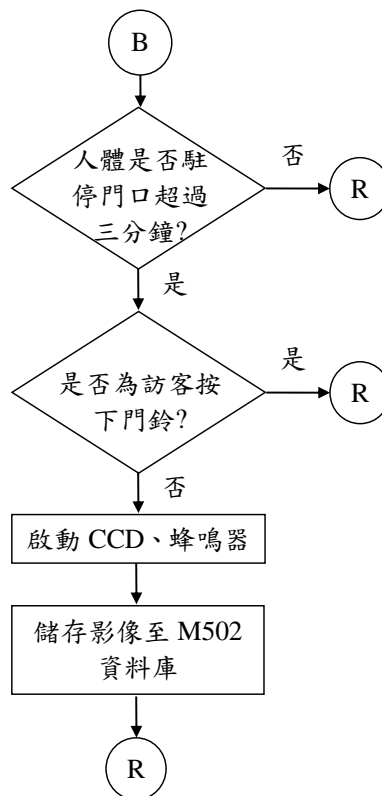 B
人體是否駐
停門口超過
三分鐘?
否
R
是
是否為訪客按
下門鈴?
是
R
否
啟動 CCD、蜂鳴器
儲存影像至 M502
資料庫
R